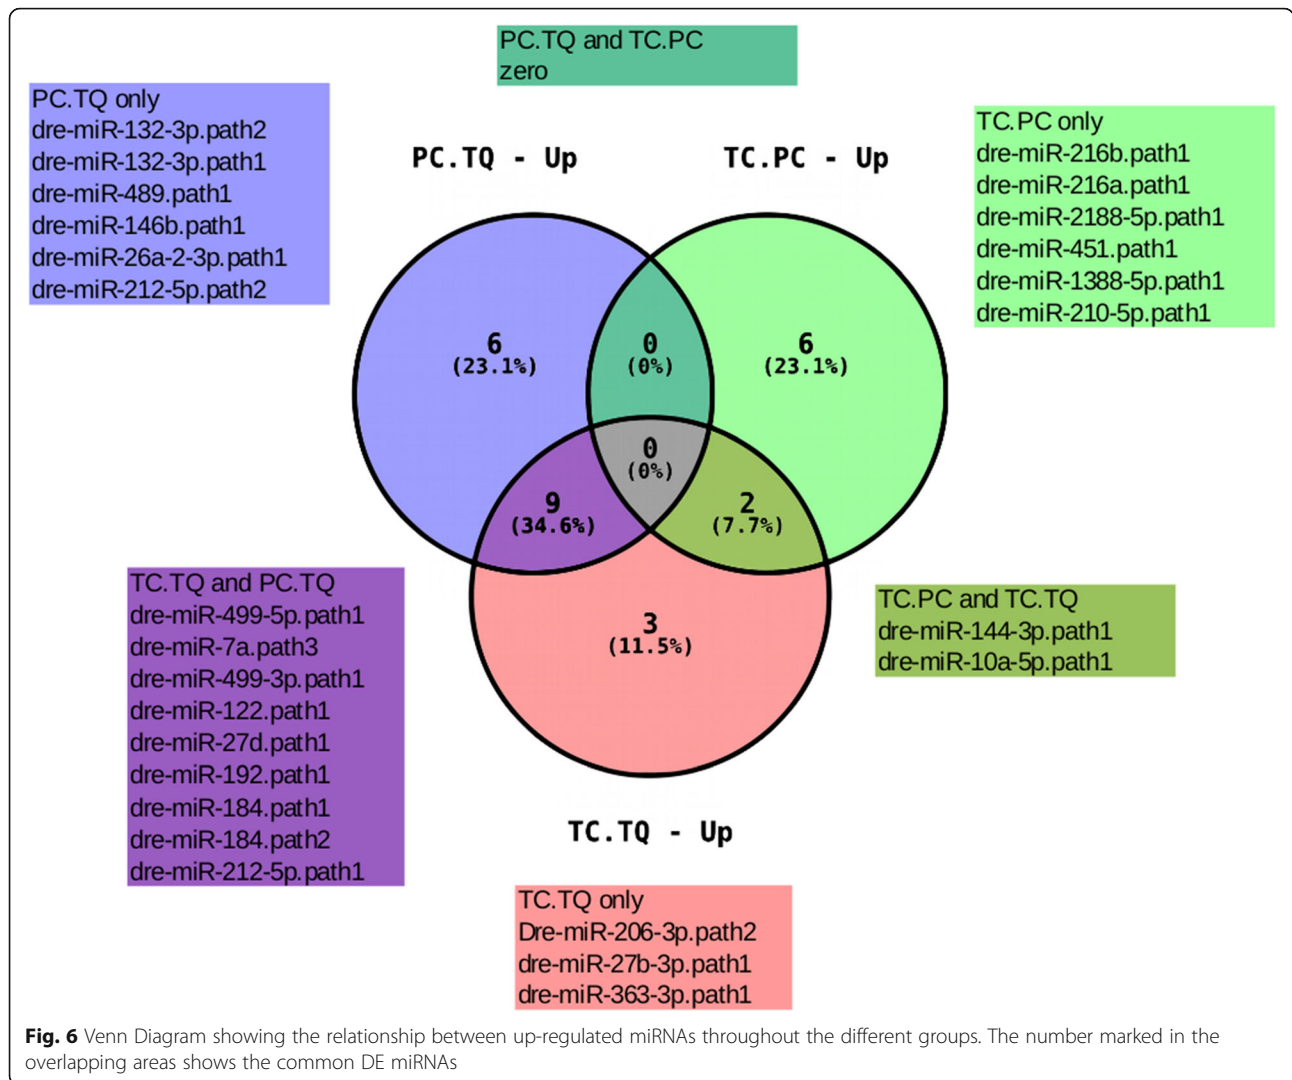 PC.TQ and TC.PC
zero
PC.TQ only
dre-miR-132-3p.path2
dre-miR-132-3p.path1
dre-miR-489.path1
dre-miR-146b.path1
dre-miR-26a-2-3p.path1
dre-miR-212-5p.path2
TC.PC only
dre-miR-216b.path1
dre-miR-216a.path1
dre-miR-2188-5p.path1
dre-miR-451.path1
dre-miR-1388-5p.path1
dre-miR-210-5p.path1
PC.TQ - Up
TC.PC - Up
6
(23.1%)
0
(0%)
6
(23.1%)
0
(0%)
9
(34.6%)
2
(7.7%)
3
(11.5%)
TC.TQ and PC.TQ
dre-miR-499-5p.path1
dre-miR-7a.path3
dre-miR-499-3p.path1
dre-miR-122.path1
dre-miR-27d.path1
dre-miR-192.path1
dre-miR-184.path1
dre-miR-184.path2
dre-miR-212-5p.path1
TC.PC and TC.TQ
dre-miR-144-3p.path1
dre-miR-10a-5p.path1
TC.TQ - Up
TC.TQ only
Dre-miR-206-3p.path2
dre-miR-27b-3p.path1
dre-miR-363-3p.path1
Fig. 6 Venn Diagram showing the relationship between up-regulated miRNAs throughout the different groups. The number marked in the
overlapping areas shows the common DE miRNAs